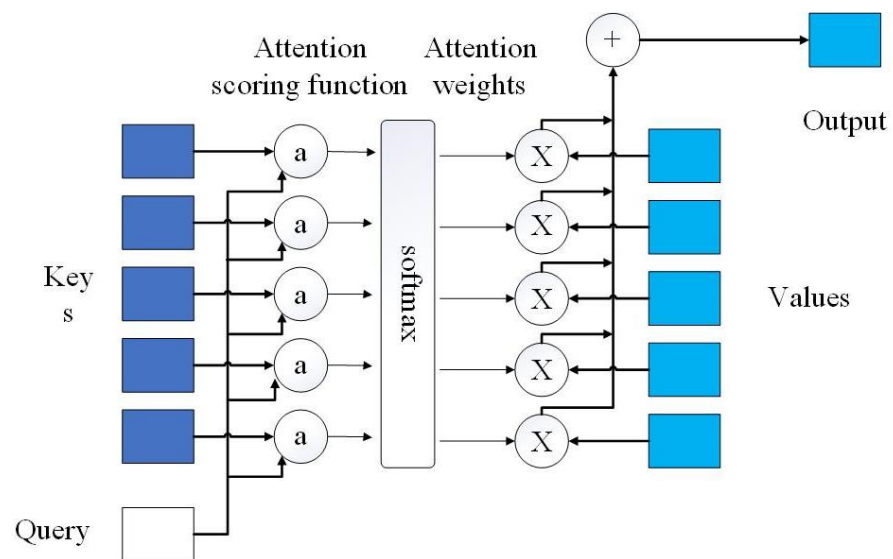 Attention
scoring function
Attention
weights
+
Output
a
a
a
a
a
Key
s
softmax
X
X
X
X
X
Values
Query